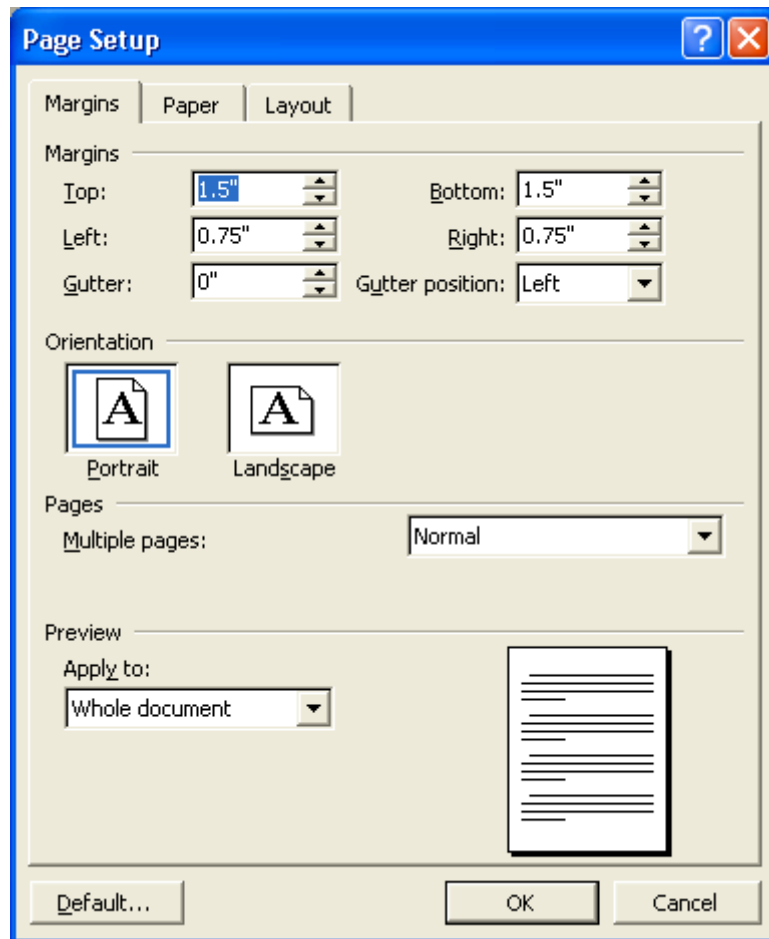 Page Setup
Margins Paper Layout
Margins
Top: 1.5" Bottom: 1.5"
Left: 0.75" Right: 0.75"
Gutter: 0" Gutter position: Left
Orientation
A A
Portrait Landscape
Pages
Multiple pages: Normal
Preview
Apply to:
Whole document
Default... OK Cancel